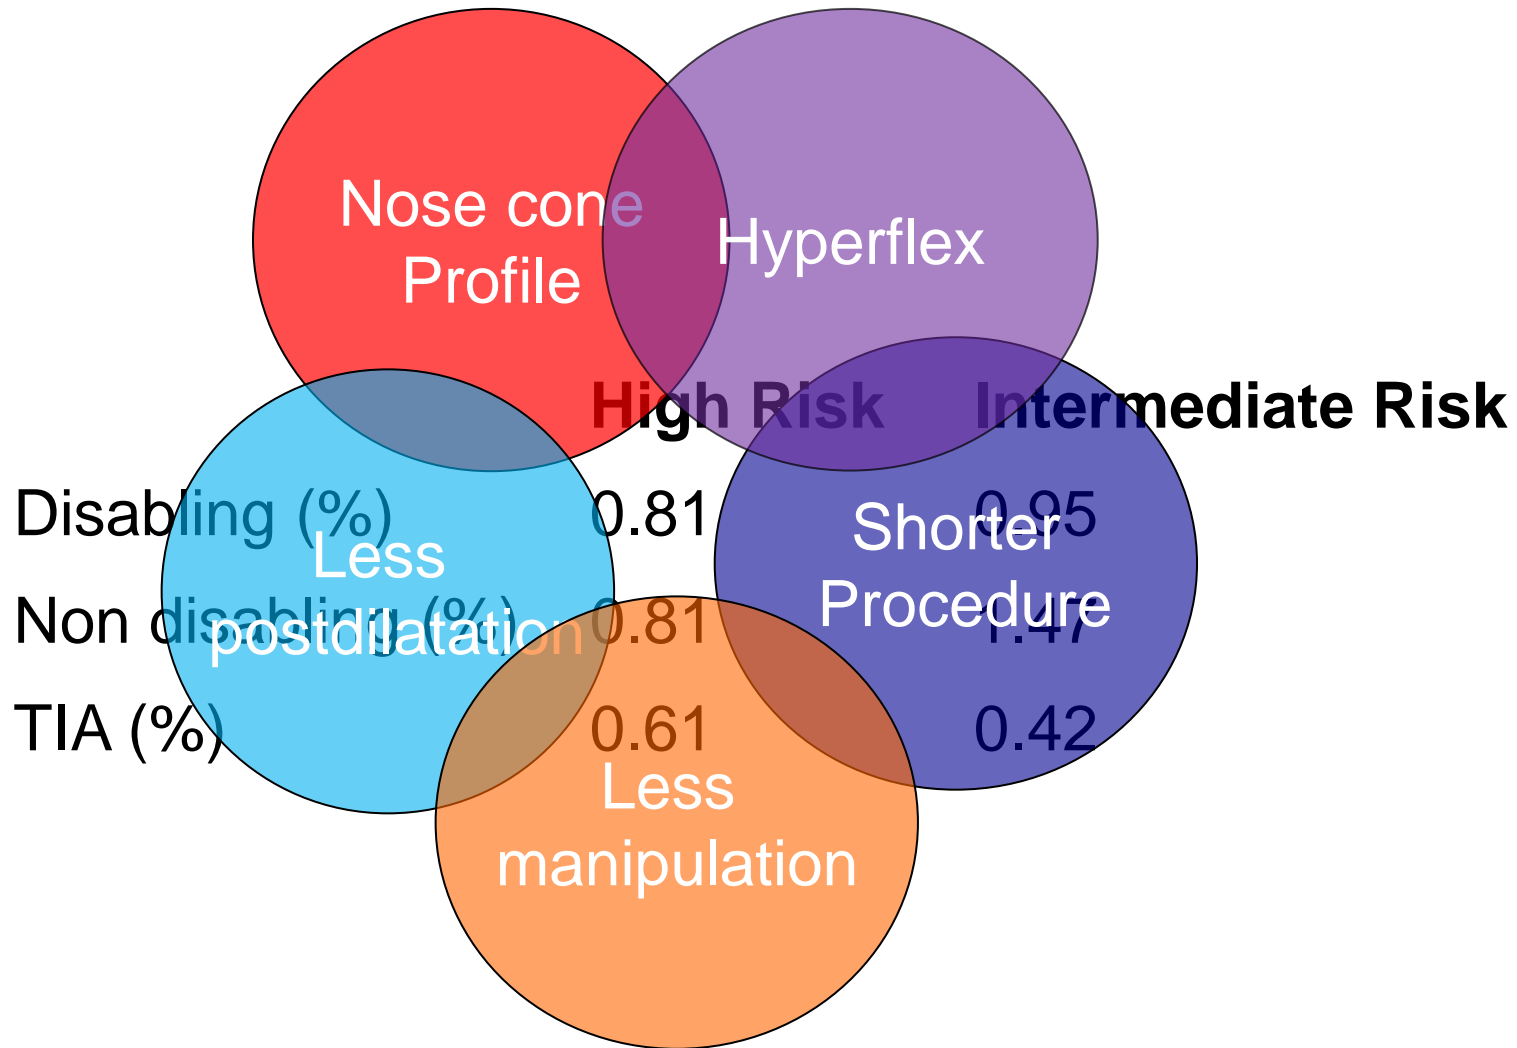 Nose cone
Profile
Hyperflex
High Risk Intermediate Risk
Disabling (%) 0.81 0.95
Non disabling (%) 0.81 1.47
TIA (%) 0.61 0.42
Less
postdilatation
Shorter
Procedure
Less
manipulation